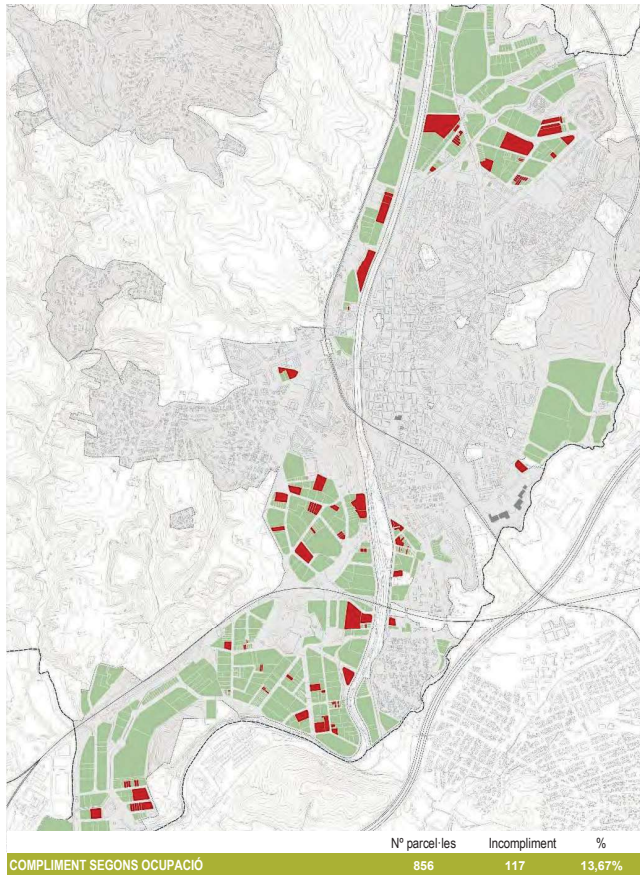 Nº parcel·les Incompliment %
COMPLIMENT SEGONS OCUPACIÓ 856 117 13,67%